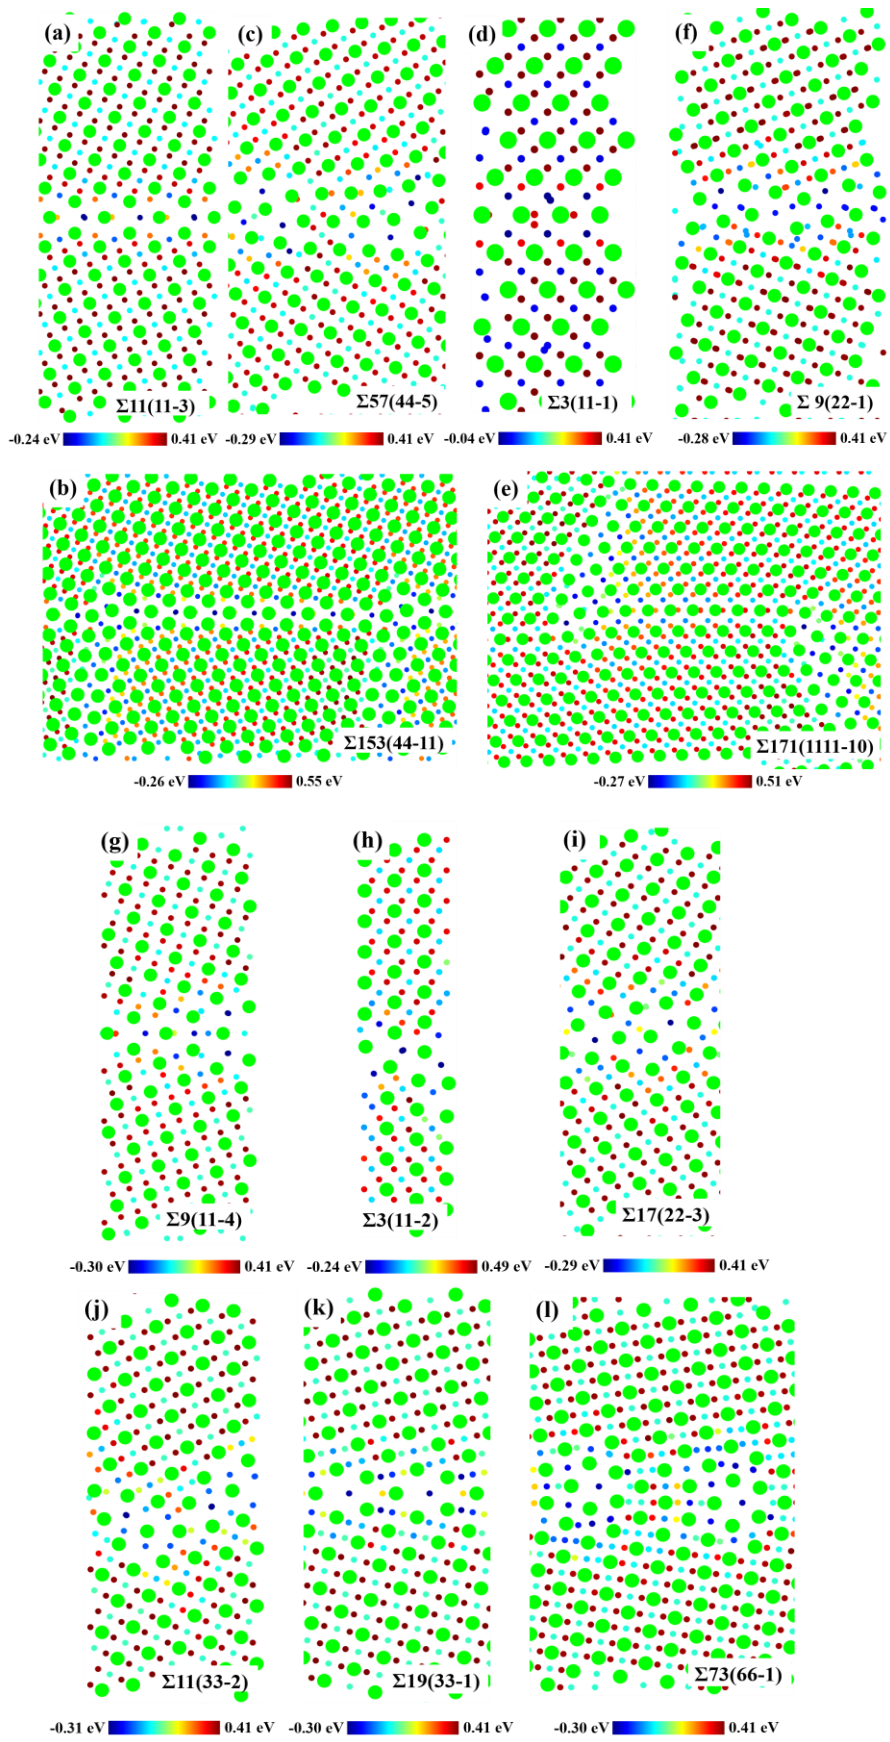 (a) (c) (d) (f)
Σ11(11-3) Σ57(44-5) Σ3(11-1) Σ 9(22-1)
-0.24 eV 0.41 eV -0.29 eV 0.41 eV -0.04 eV 0.41 eV -0.28 eV 0.41 eV
(b) (e)
Σ153(44-11) Σ171(1111-10)
-0.26 eV 0.55 eV -0.27 eV 0.51 eV
(g) (h) (i)
Σ9(11-4) Σ3(11-2) Σ17(22-3)
-0.30 eV 0.41 eV -0.24 eV 0.49 eV -0.29 eV 0.41 eV
(j) (k) (l)
Σ11(33-2) Σ19(33-1) Σ73(66-1)
-0.31 eV 0.41 eV -0.30 eV 0.41 eV -0.30 eV 0.41 eV